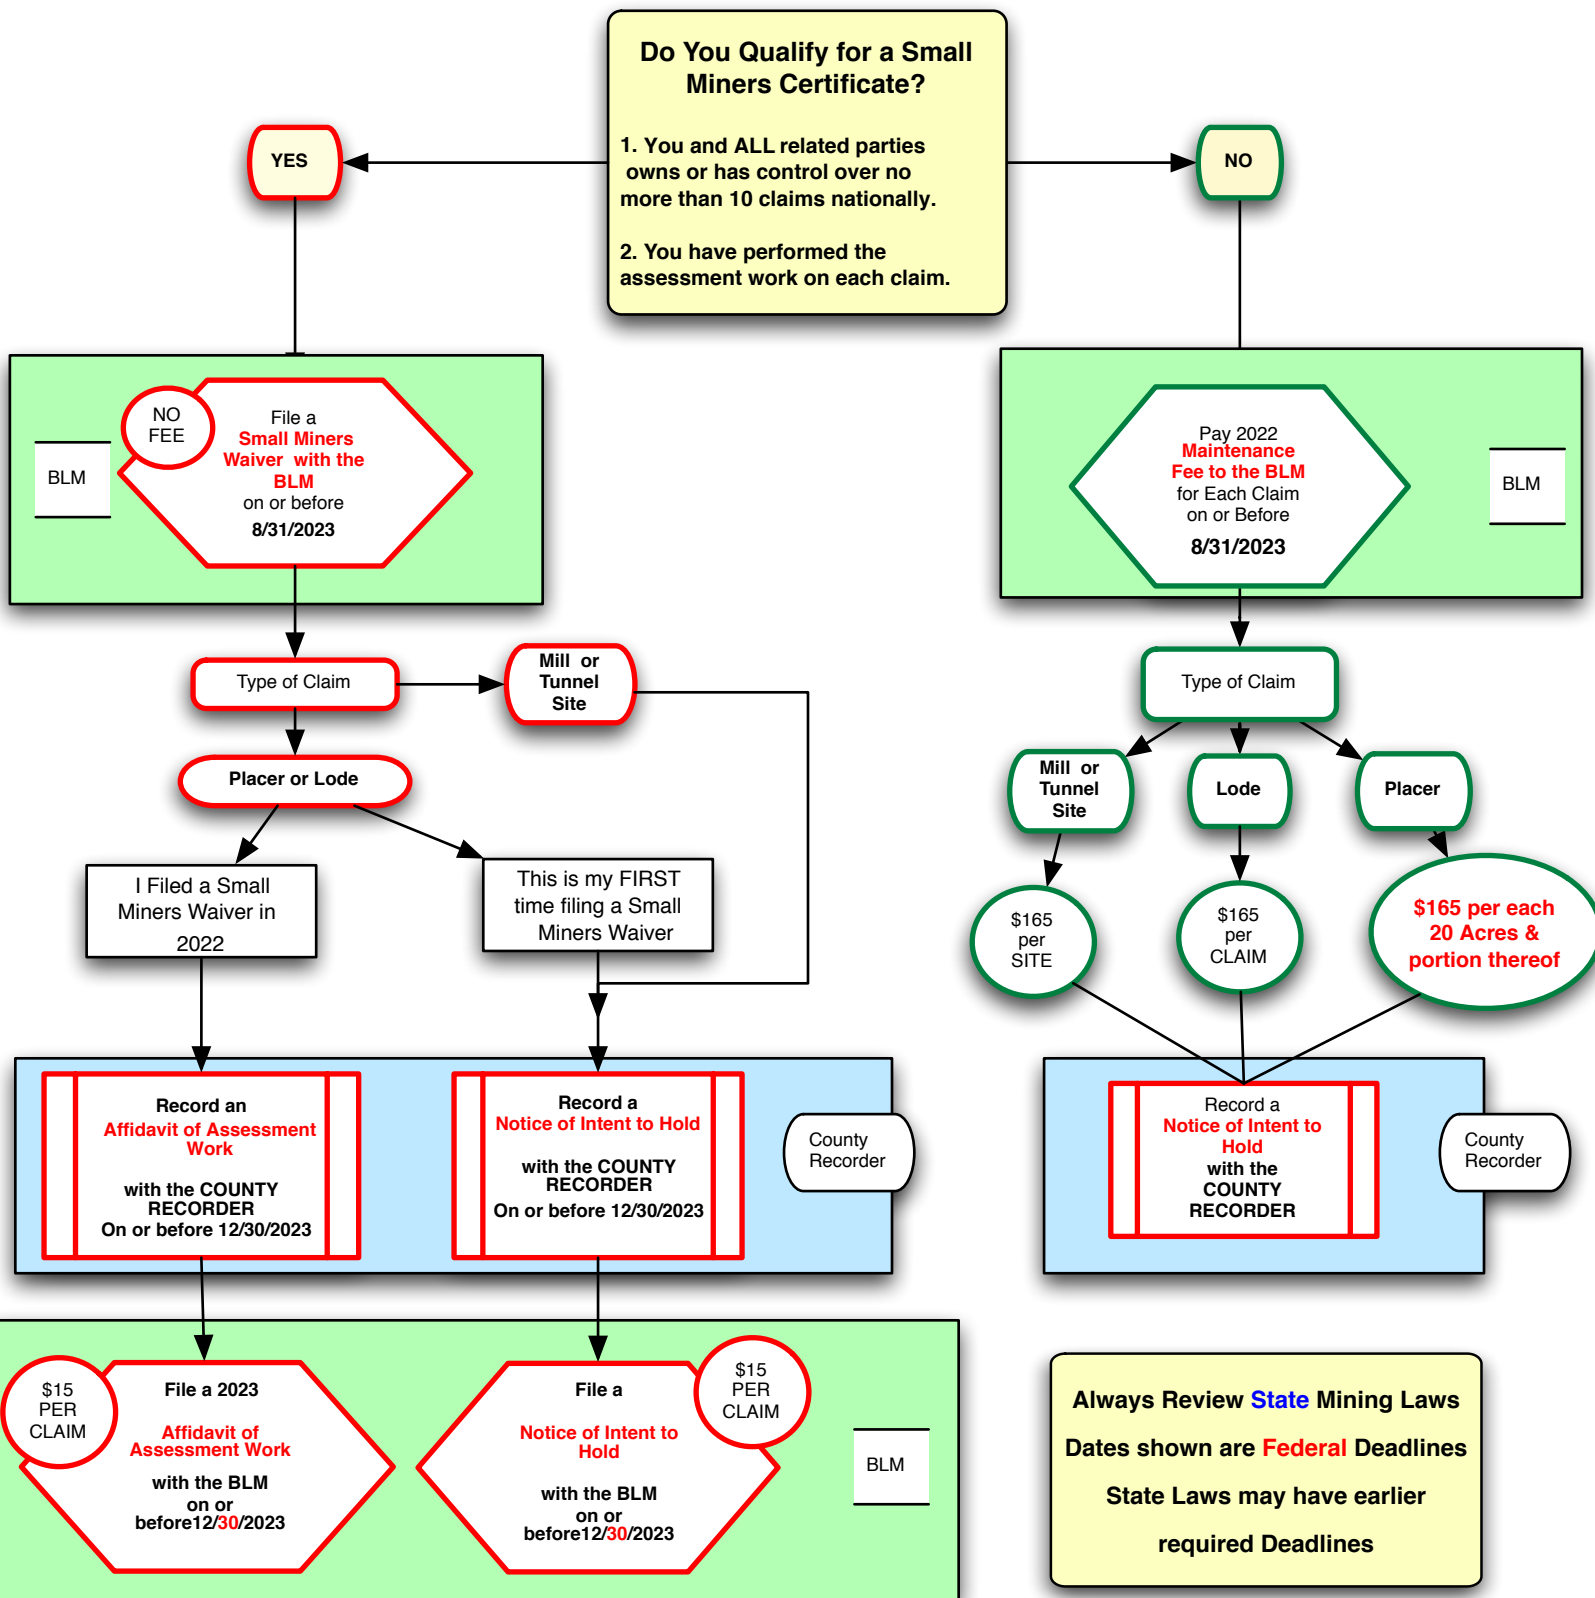 Do You Qualify for a Small
Miners Certificate?
1. You and ALL related parties
owns or has control over no
more than 10 claims nationally.
2. You have performed the
assessment work on each claim.
YES
NO
NO
FEE
File a
Small Miners
Waiver with the
BLM
on or before
8/31/2023
BLM
Pay 2022
Maintenance
Fee to the BLM
for Each Claim
on or Before
8/31/2023
BLM
Type of Claim
Mill or
Tunnel
Site
Placer or Lode
I Filed a Small
Miners Waiver in
2022
This is my FIRST
time filing a Small
Miners Waiver
Type of Claim
Mill or
Tunnel
Site
Lode
Placer
$165
per
SITE
$165
per
CLAIM
$165 per each
20 Acres &
portion thereof
Record an
Affidavit of Assessment
Work
with the COUNTY
RECORDER
On or before 12/30/2023
Record a
Notice of Intent to Hold
with the COUNTY
RECORDER
On or before 12/30/2023
County
Recorder
Record a
Notice of Intent to
Hold
with the
COUNTY
RECORDER
County
Recorder
$15
PER
CLAIM
File a 2023
Affidavit of
Assessment Work
with the BLM
on or
before12/30/2023
File a
Notice of Intent to
Hold
with the BLM
on or
before12/30/2023
$15
PER
CLAIM
BLM
Always Review State Mining Laws
Dates shown are Federal Deadlines
State Laws may have earlier
required Deadlines